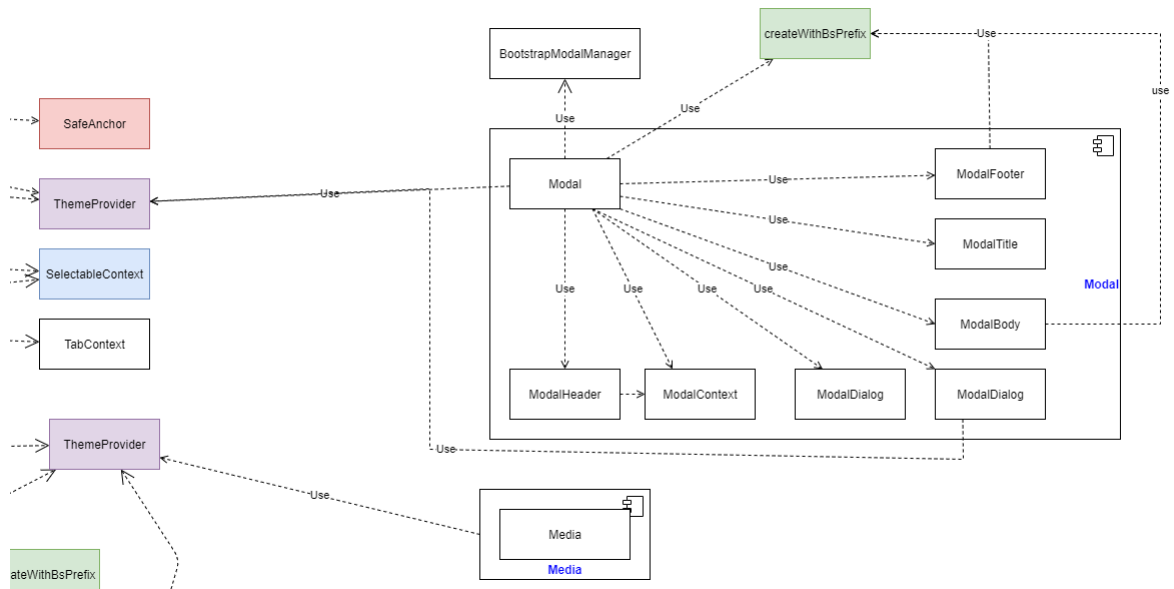 createWithBsPrefix
Use
BootstrapModalManager
use
Use
Use
SafeAnchor
Modal
ModalFooter
Use
Use
ThemeProvider
Use
ModalTitle
SelectableContext
Use
Modal
Use
Use
Use
Use
TabContext
ModalBody
ModalHeader
ModalContext
ModalDialog
ModalDialog
ThemeProvider
Use
Use
Media
Media
ateWithBsPrefix